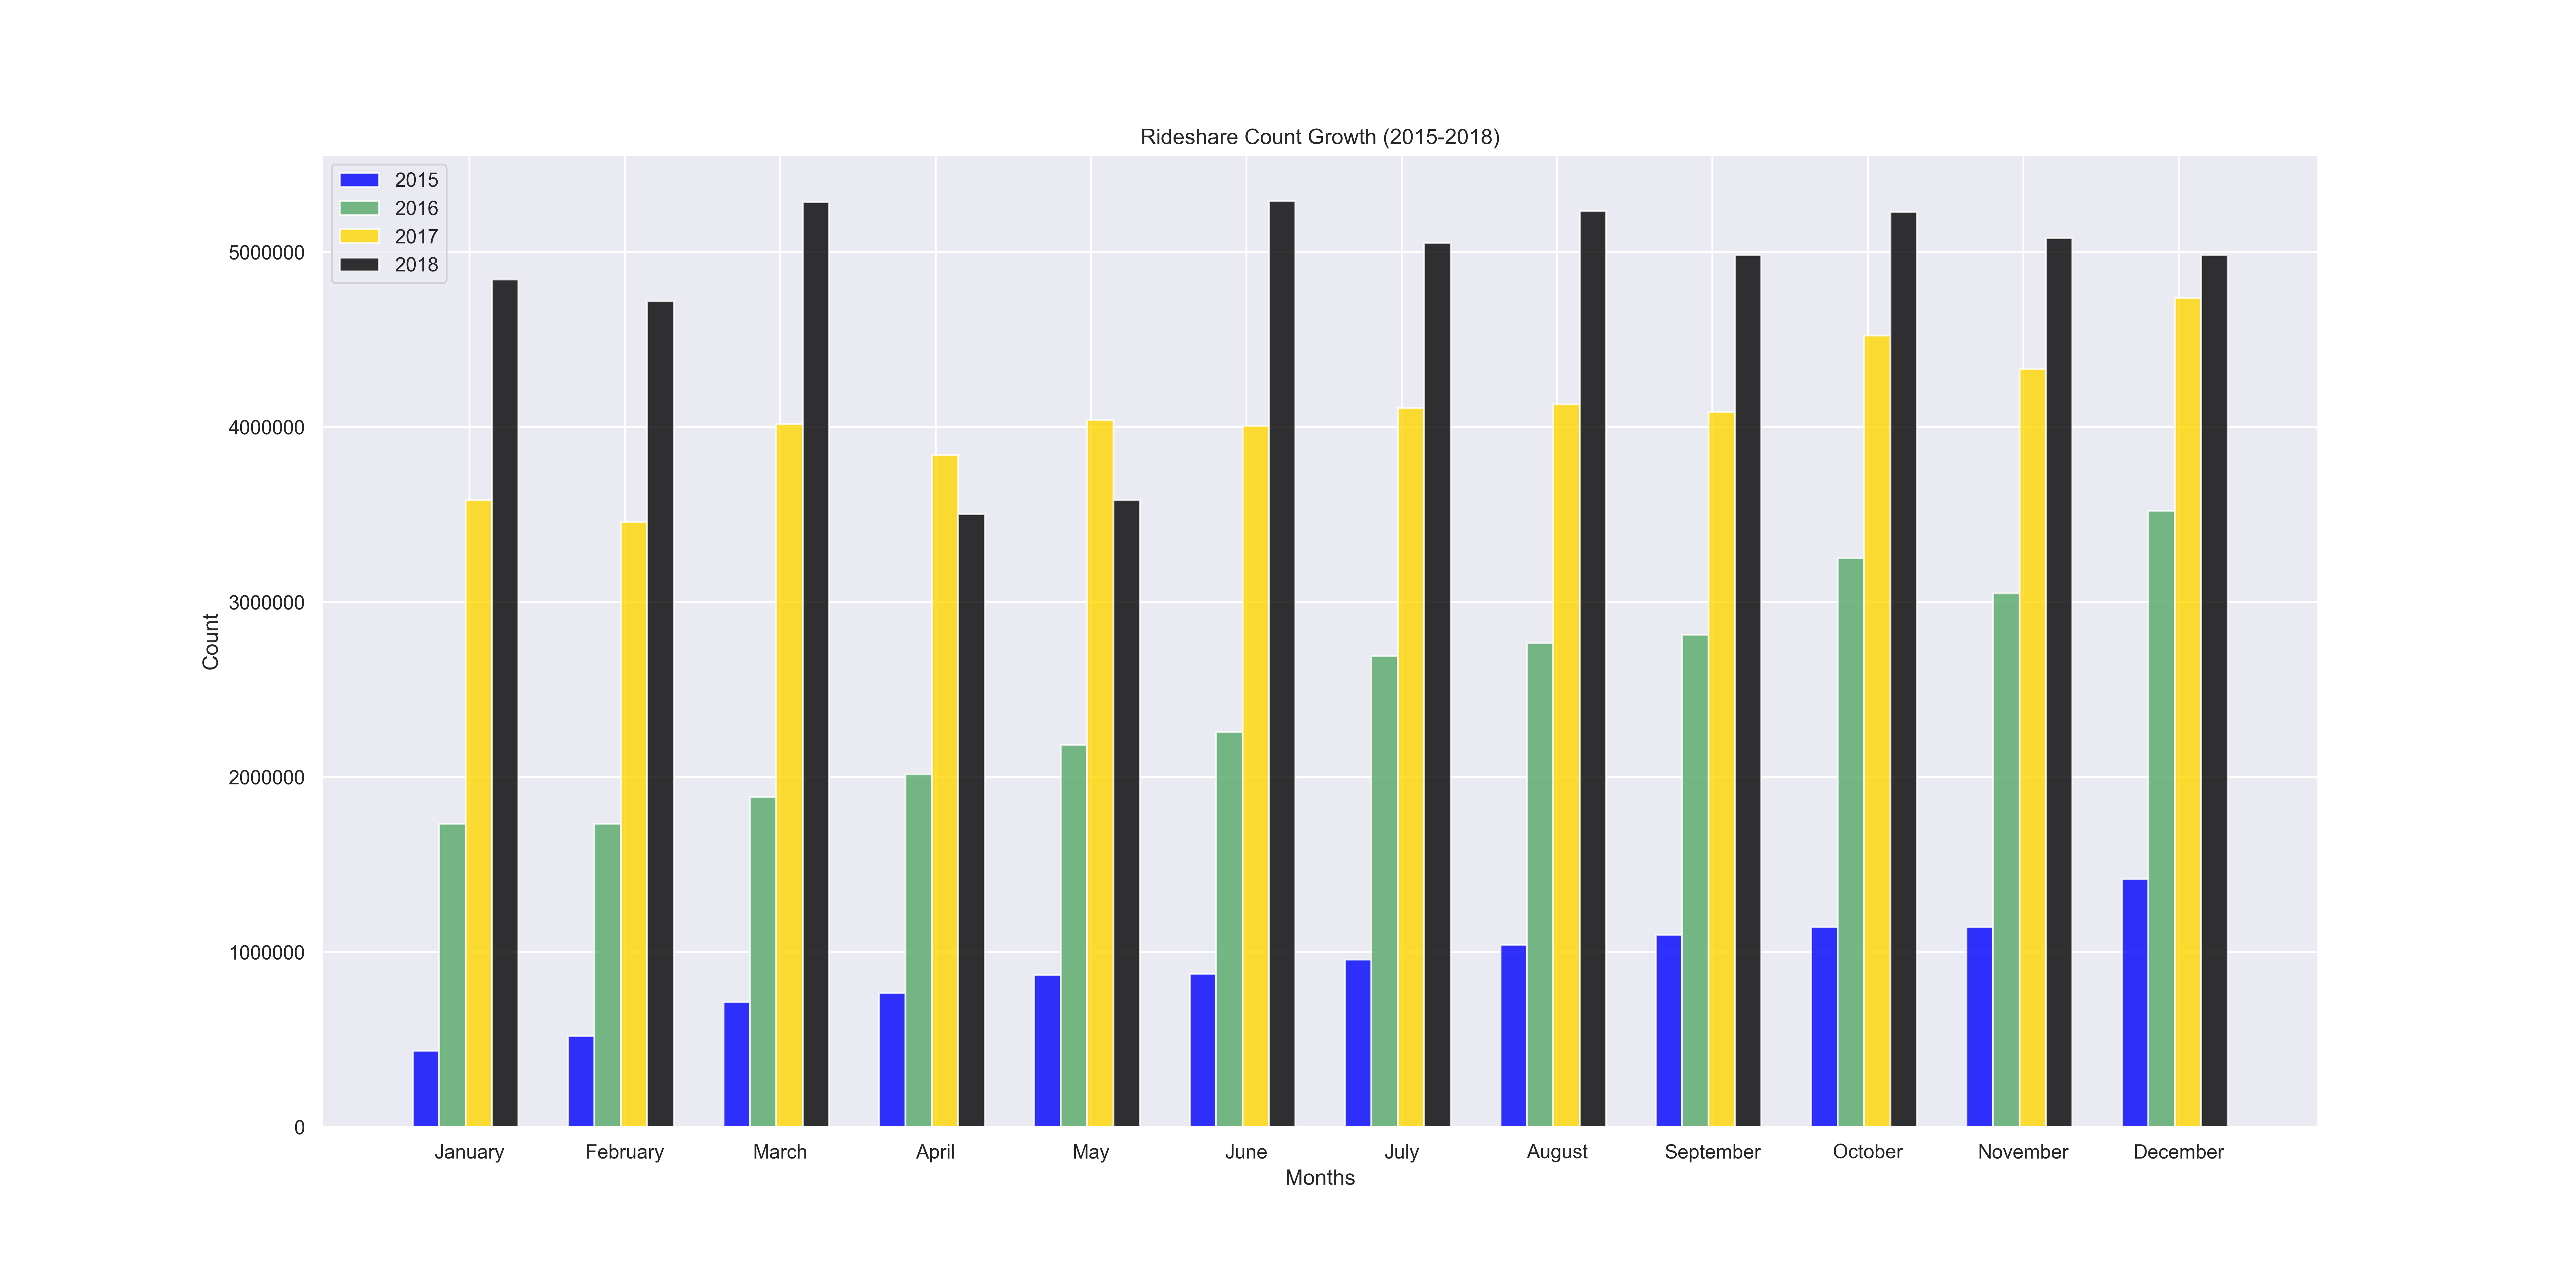 Rideshare Count Growth (2015-2018)
2015
2016
2017
2018
5000000
4000000
3000000
2000000
1000000
0
Count
January February March April May June July August September October November December
Months